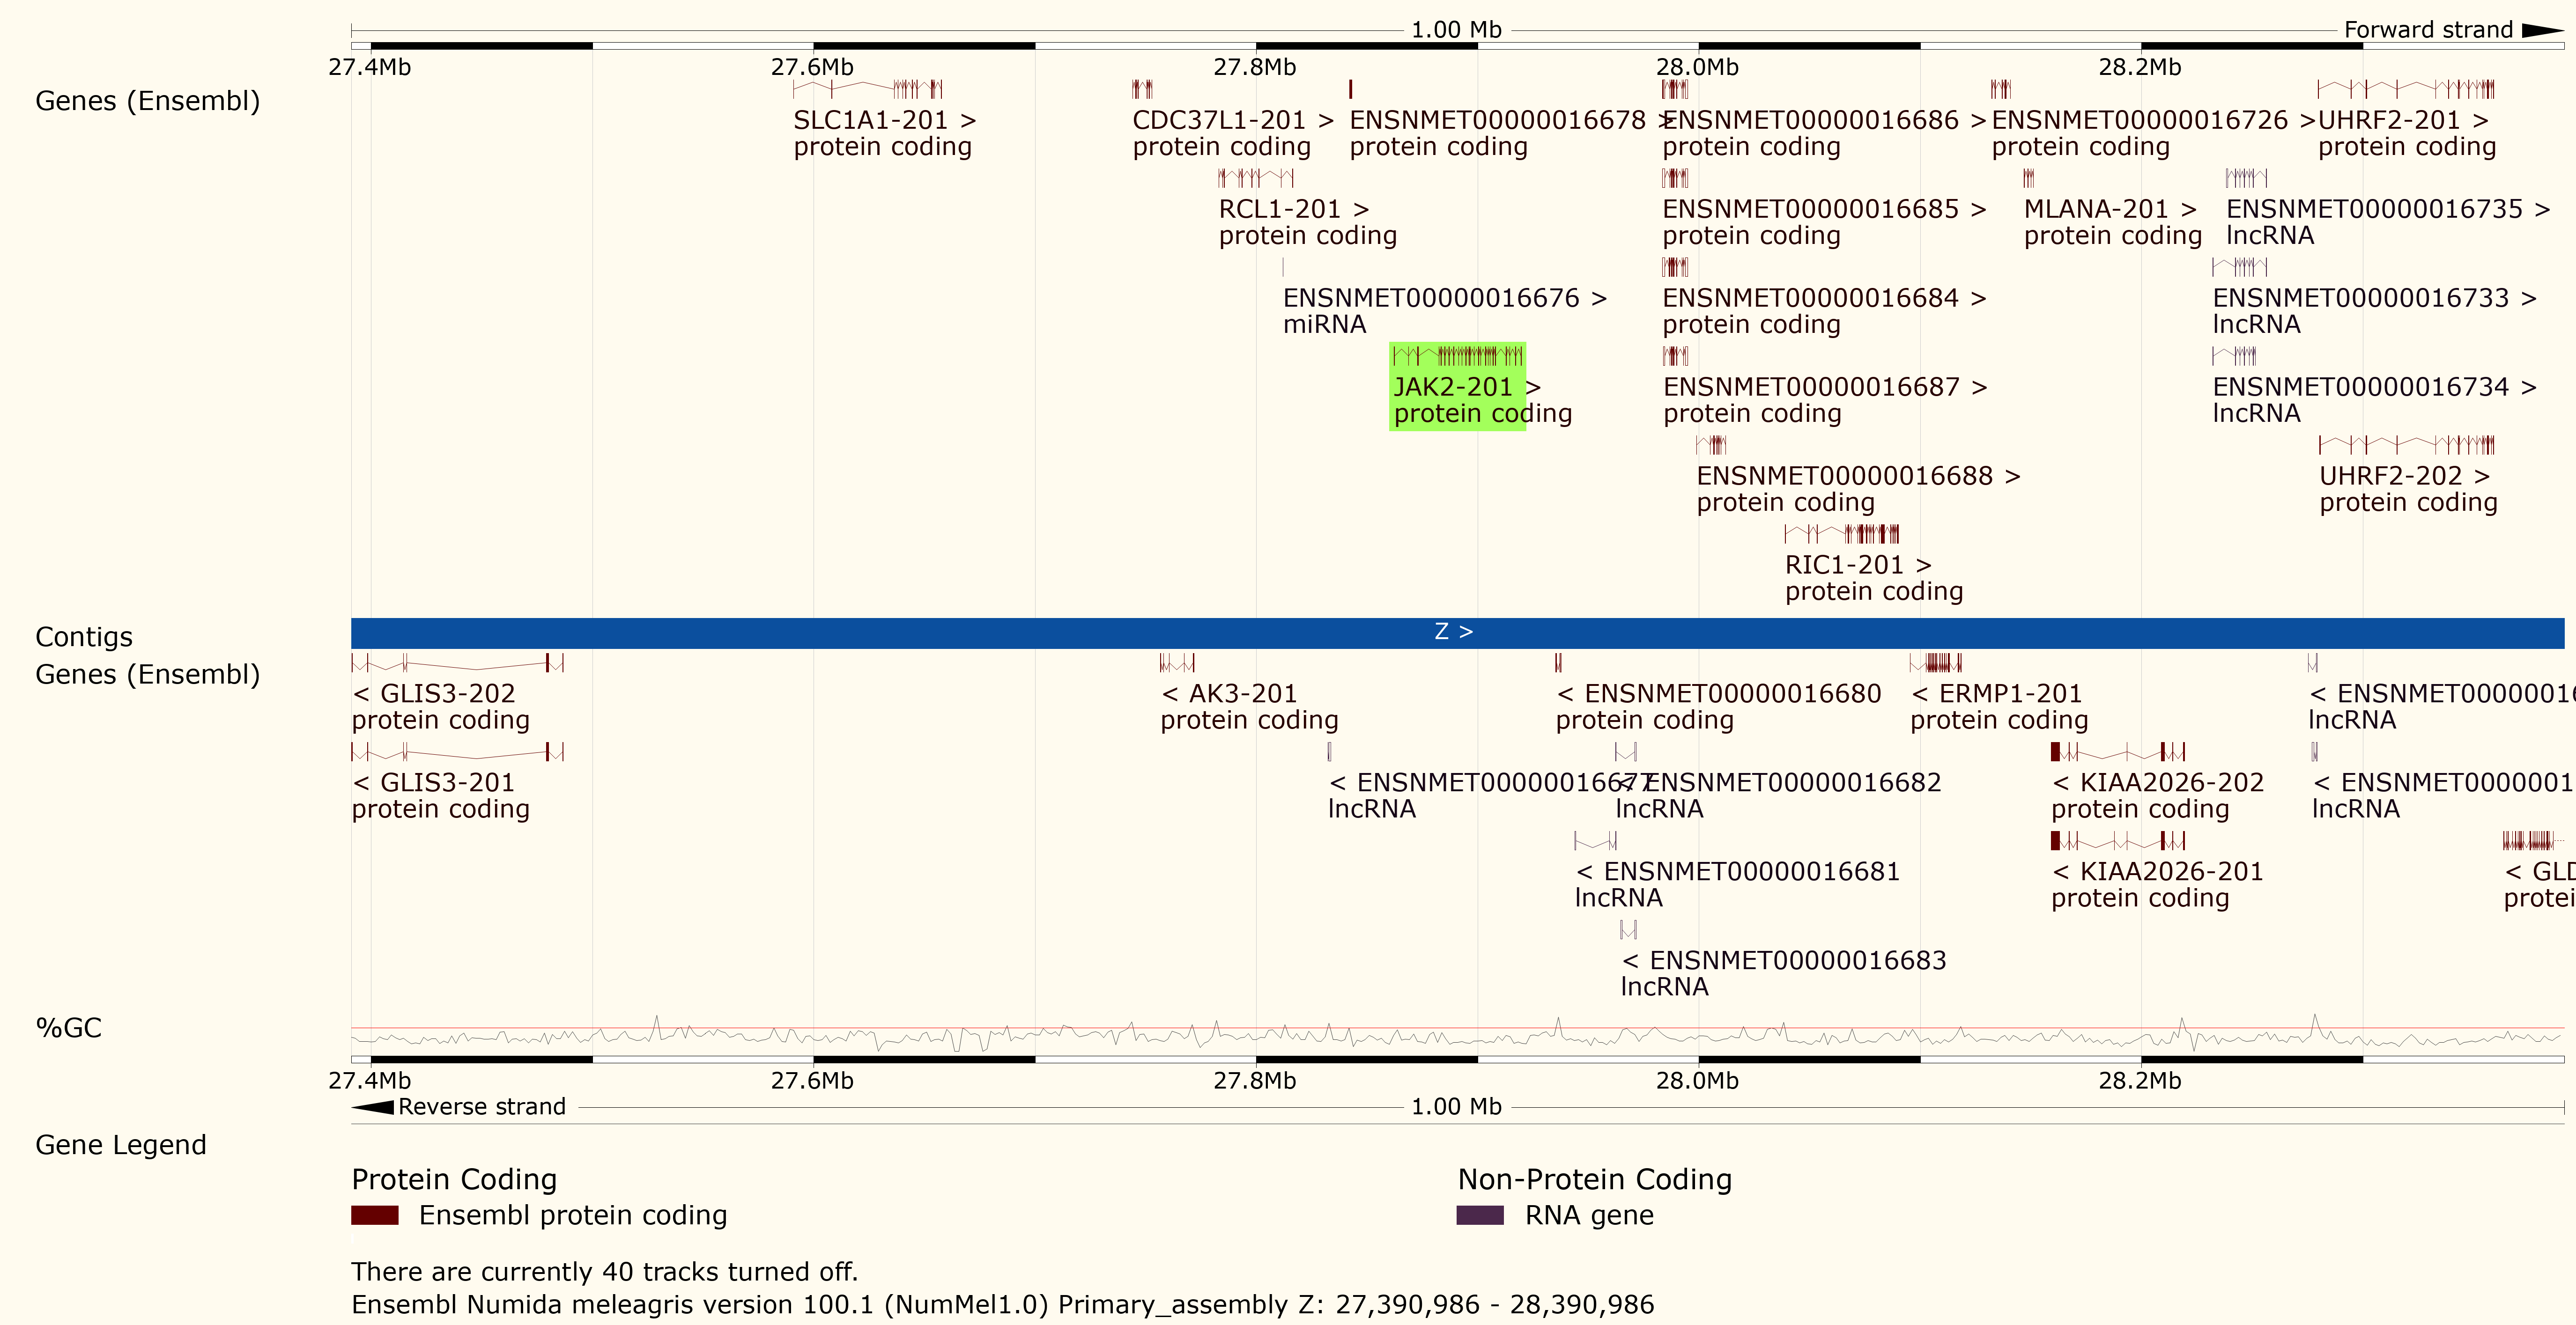 1.00 Mb
Forward strand
27.4Mb 27.6Mb 27.8Mb 28.0Mb 28.2Mb
Genes (Ensembl)
SLC1A1-201 > CDC37L1-201 > ENSNMET00000016678 > ENSNMET00000016686 > ENSNMET00000016726 > UHRF2-201 >
protein coding protein coding protein coding protein coding protein coding protein coding
RCL1-201 > ENSNMET00000016685 > MLANA-201 > ENSNMET00000016735 >
protein coding protein coding protein coding lncRNA
ENSNMET00000016676 > ENSNMET00000016684 > ENSNMET00000016733 >
miRNA protein coding lncRNA
JAK2-201 > ENSNMET00000016687 > ENSNMET00000016734 >
protein coding protein coding lncRNA
ENSNMET00000016688 > UHRF2-202 >
protein coding protein coding
RIC1-201 >
protein coding
Contigs
Z >
Genes (Ensembl)
< GLIS3-202 < AK3-201 < ENSNMET00000016680 < ERMP1-201 < ENSNMET0000001
protein coding protein coding protein coding protein coding lncRNA
< GLIS3-201 < ENSNMET00000016677 < ENSNMET00000016682 < KIAA2026-202 < ENSNMET0000001
protein coding lncRNA lncRNA protein coding lncRNA
< ENSNMET00000016681 < KIAA2026-201 < GLD
lncRNA protein coding protei
< ENSNMET00000016683
lncRNA
%GC
27.4Mb 27.6Mb 27.8Mb 28.0Mb 28.2Mb
Reverse strand 1.00 Mb
Gene Legend
Protein Coding Non-Protein Coding
Ensembl protein coding RNA gene
There are currently 40 tracks turned off.
Ensembl Numida meleagris version 100.1 (NumMel1.0) Primary_assembly Z: 27,390,986 - 28,390,986